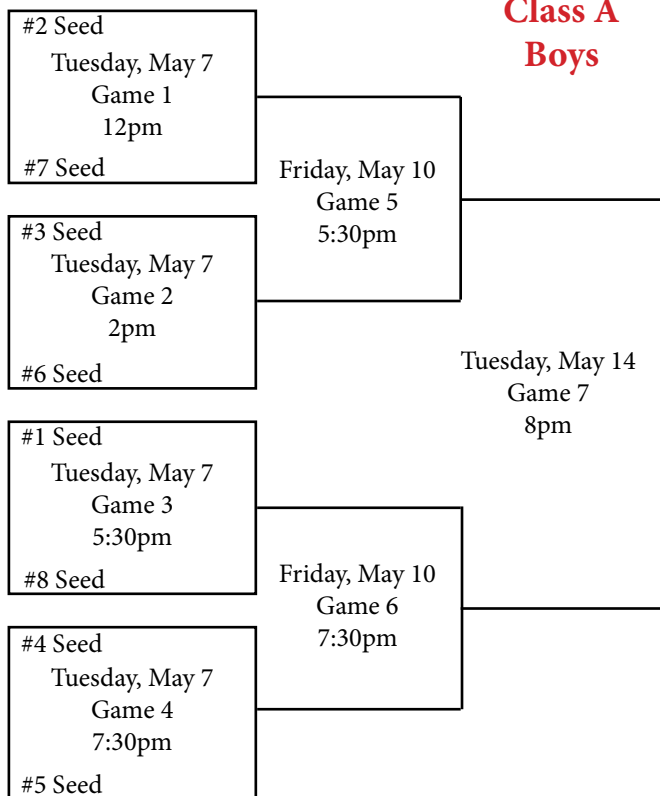 Class A
Boys
#2 Seed
Tuesday, May 7
Game 1
12pm
#7 Seed
Friday, May 10
Game 5
5:30pm
#3 Seed
Tuesday, May 7
Game 2
2pm
#6 Seed
Tuesday, May 14
Game 7
8pm
#1 Seed
Tuesday, May 7
Game 3
5:30pm
#8 Seed
Friday, May 10
Game 6
7:30pm
#4 Seed
Tuesday, May 7
Game 4
7:30pm
#5 Seed